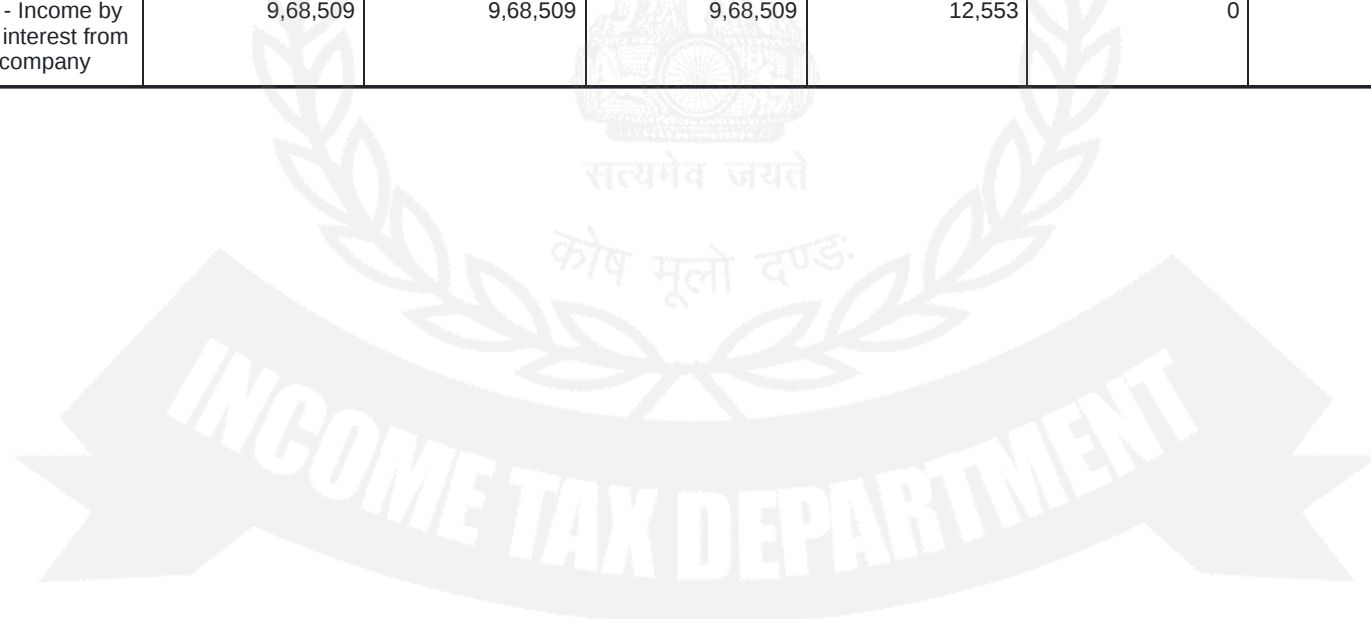 - Income by 9,68,509 9,68,509 9,68,509 12,553 0
interest from
company
सत्यमेव जयते
कोष मूलो दण्डः
INCOME TAX DEPARTMENT